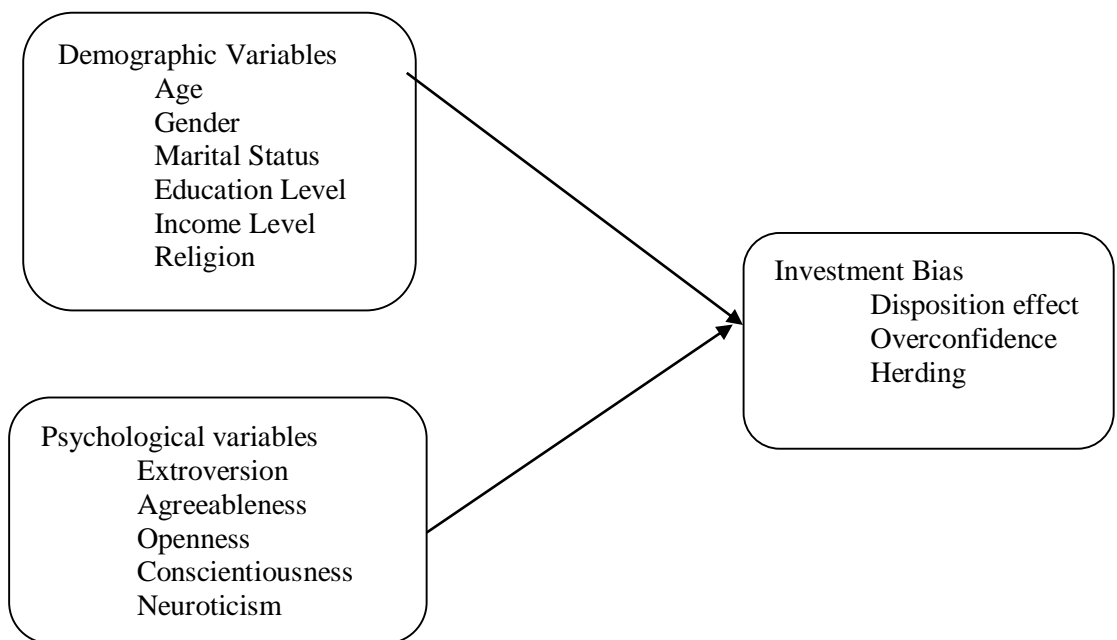 Demographic Variables
Age
Gender
Marital Status
Education Level
Income Level
Religion
Investment Bias
Disposition effect
Overconfidence
Herding
Psychological variables
Extroversion
Agreeableness
Openness
Conscientiousness
Neuroticism